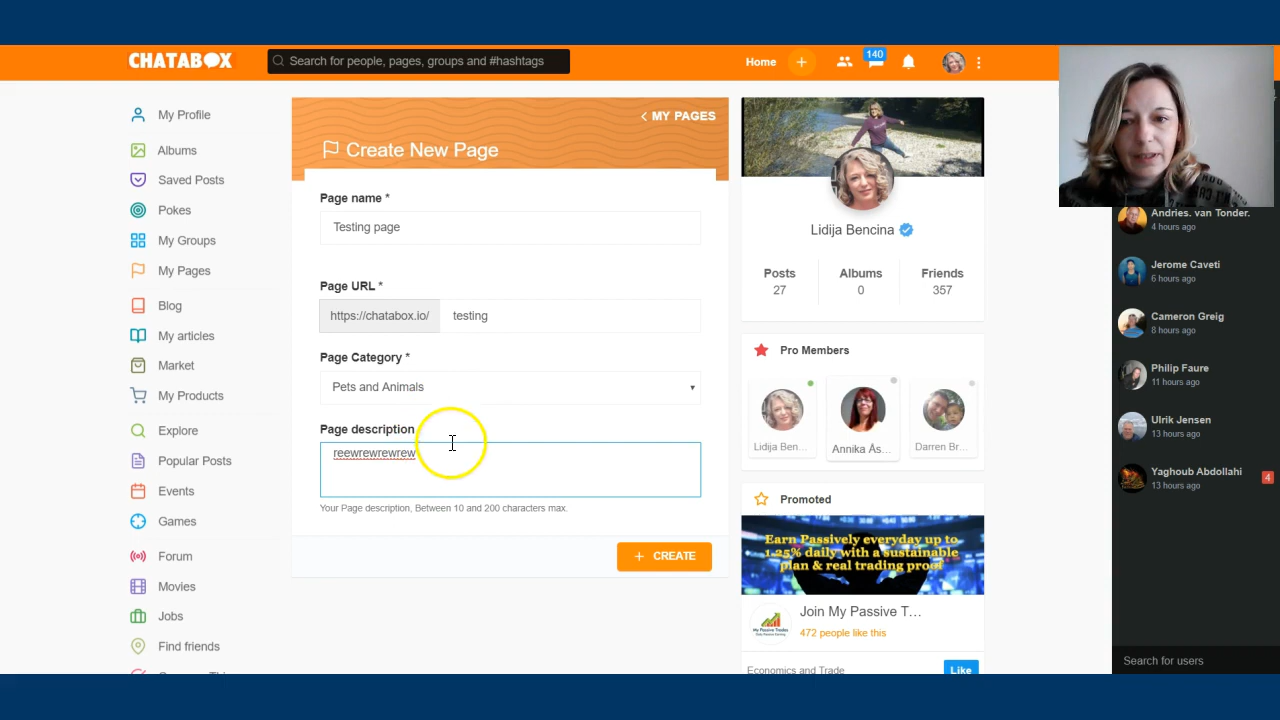 CHATABOX
Search for people, pages, groups and #hashtags
Home
140
My Profile
Albums
Saved Posts
Pokes
My Groups
My Pages
Blog
My articles
Market
My Products
Explore
Popular Posts
Events
Games
Forum
Movies
Jobs
Find friends
MY PAGES
Create New Page
Page name *
Testing page
Page URL *
https://chatabox.io/ testing
Page Category *
Pets and Animals
Page description
reewrewrewrew
Your Page description, Between 10 and 200 characters max.
+ CREATE
Lidija Bencina
Posts Albums Friends
27 0 357
Pro Members
Lidija Ben... Annika Ås... Darren Br...
Promoted
Earn Passively everyday up to
1.25% daily with a sustainable
plan & real trading proof
Join My Passive T...
472 people like this
Economics and Trade
Like
Andries. van Tonder.
4 hours ago
Jerome Caveti
6 hours ago
Cameron Greig
8 hours ago
Philip Faure
11 hours ago
Ulrik Jensen
13 hours ago
Yaghoub Abdollahi
13 hours ago
4
Search for users